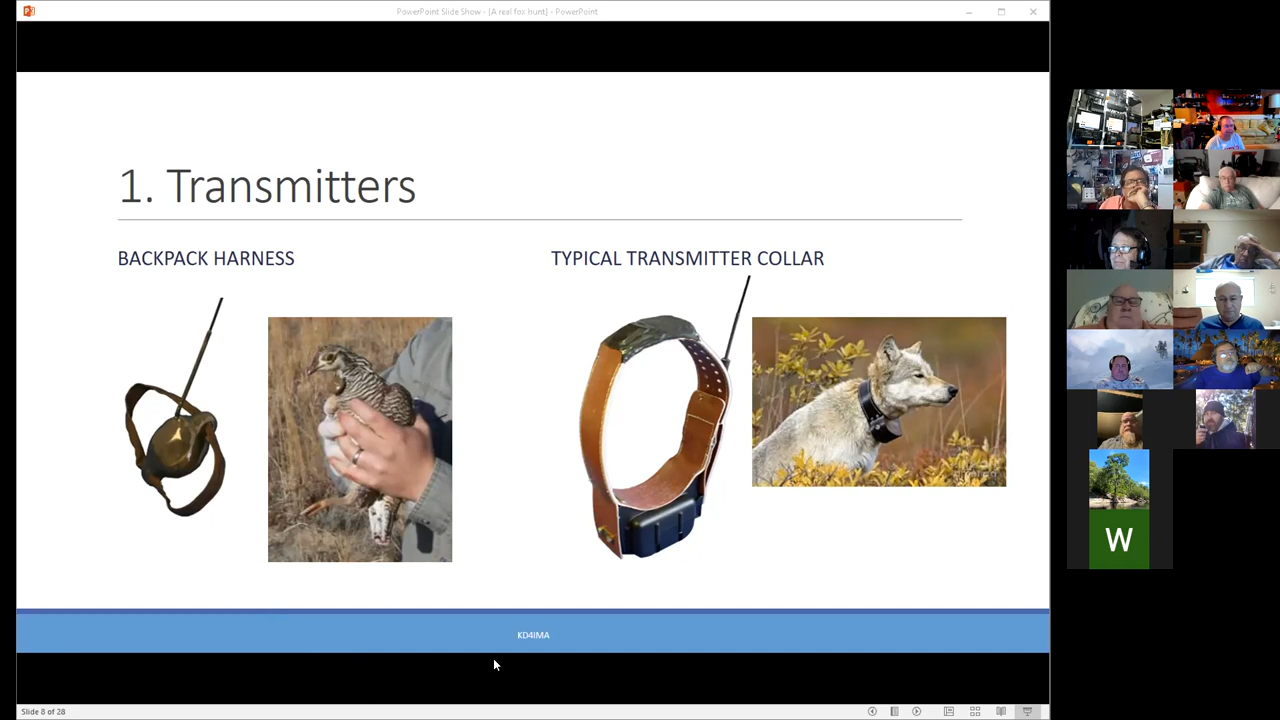 PowerPoint Slide Show - [A real fox hunt] - PowerPoint
1. Transmitters
BACKPACK HARNESS
TYPICAL TRANSMITTER COLLAR
KD4IMA
Slide 8 of 28
W